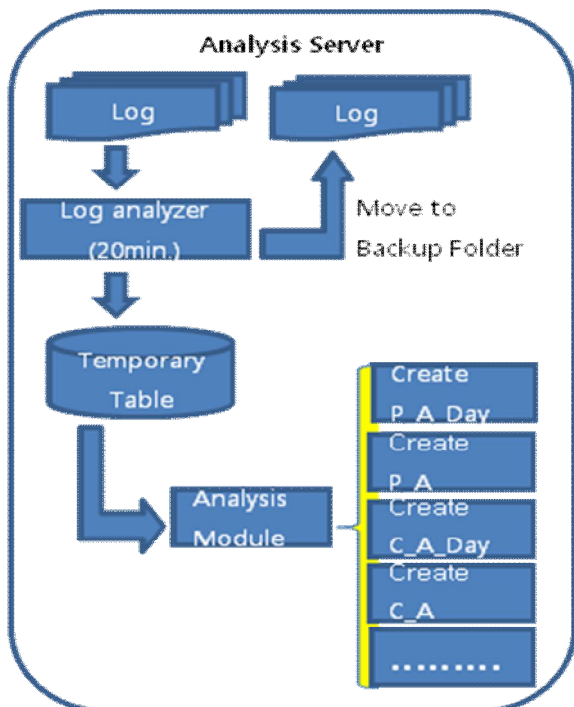 Analysis Server
Log
Log
Log analyzer
(20min.)
Move to
Backup Folder
Temporary
Table
Analysis
Module
Create
P_A_Day
Create
P_A
Create
C_A_Day
Create
C_A
.........